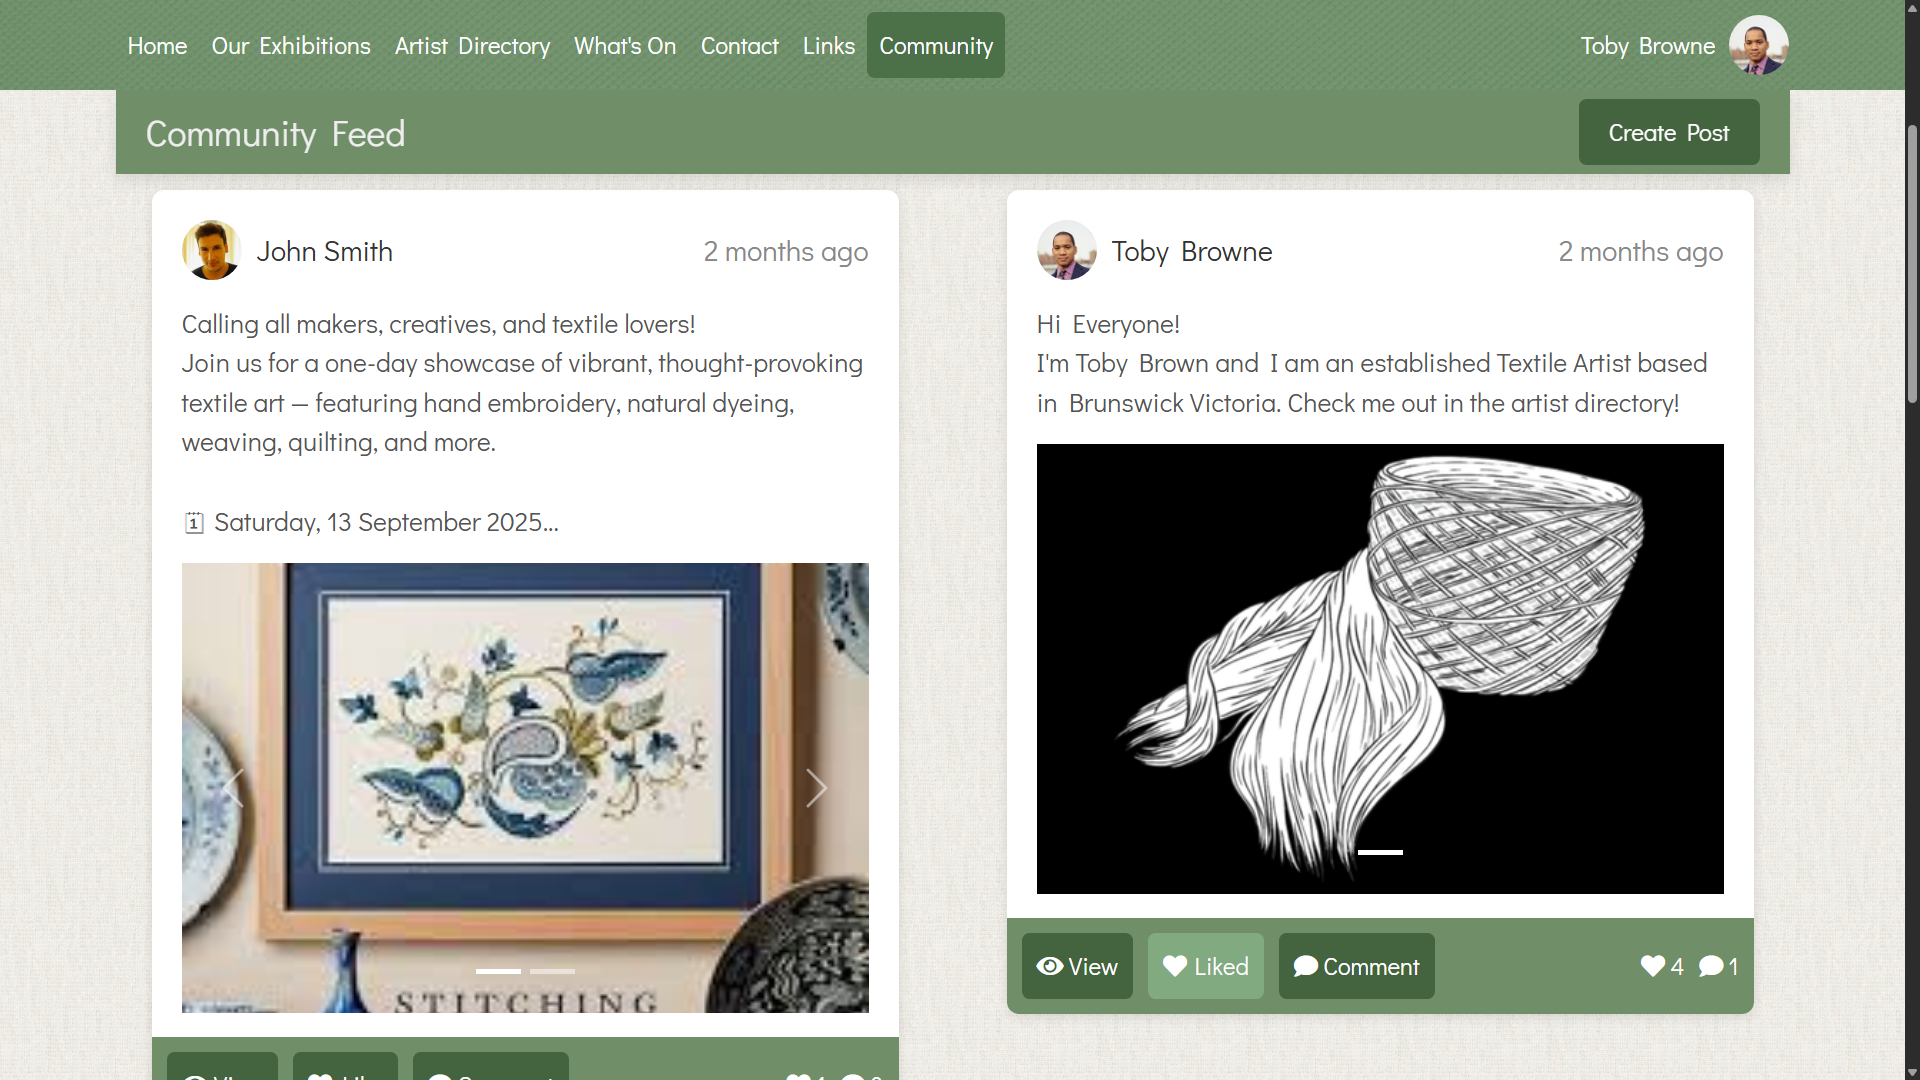 Home Our Exhibitions Artist Directory What's On Contact Links Community Toby Browne
Community Feed
Create Post
John Smith
2 months ago
Calling all makers, creatives, and textile lovers!
Join us for a one-day showcase of vibrant, thought-provoking
textile art — featuring hand embroidery, natural dyeing,
weaving, quilting, and more.
Saturday, 13 September 2025...
STITCHING
Toby Browne
2 months ago
Hi Everyone!
I'm Toby Brown and I am an established Textile Artist based
in Brunswick Victoria. Check me out in the artist directory!
View Liked Comment 4 1